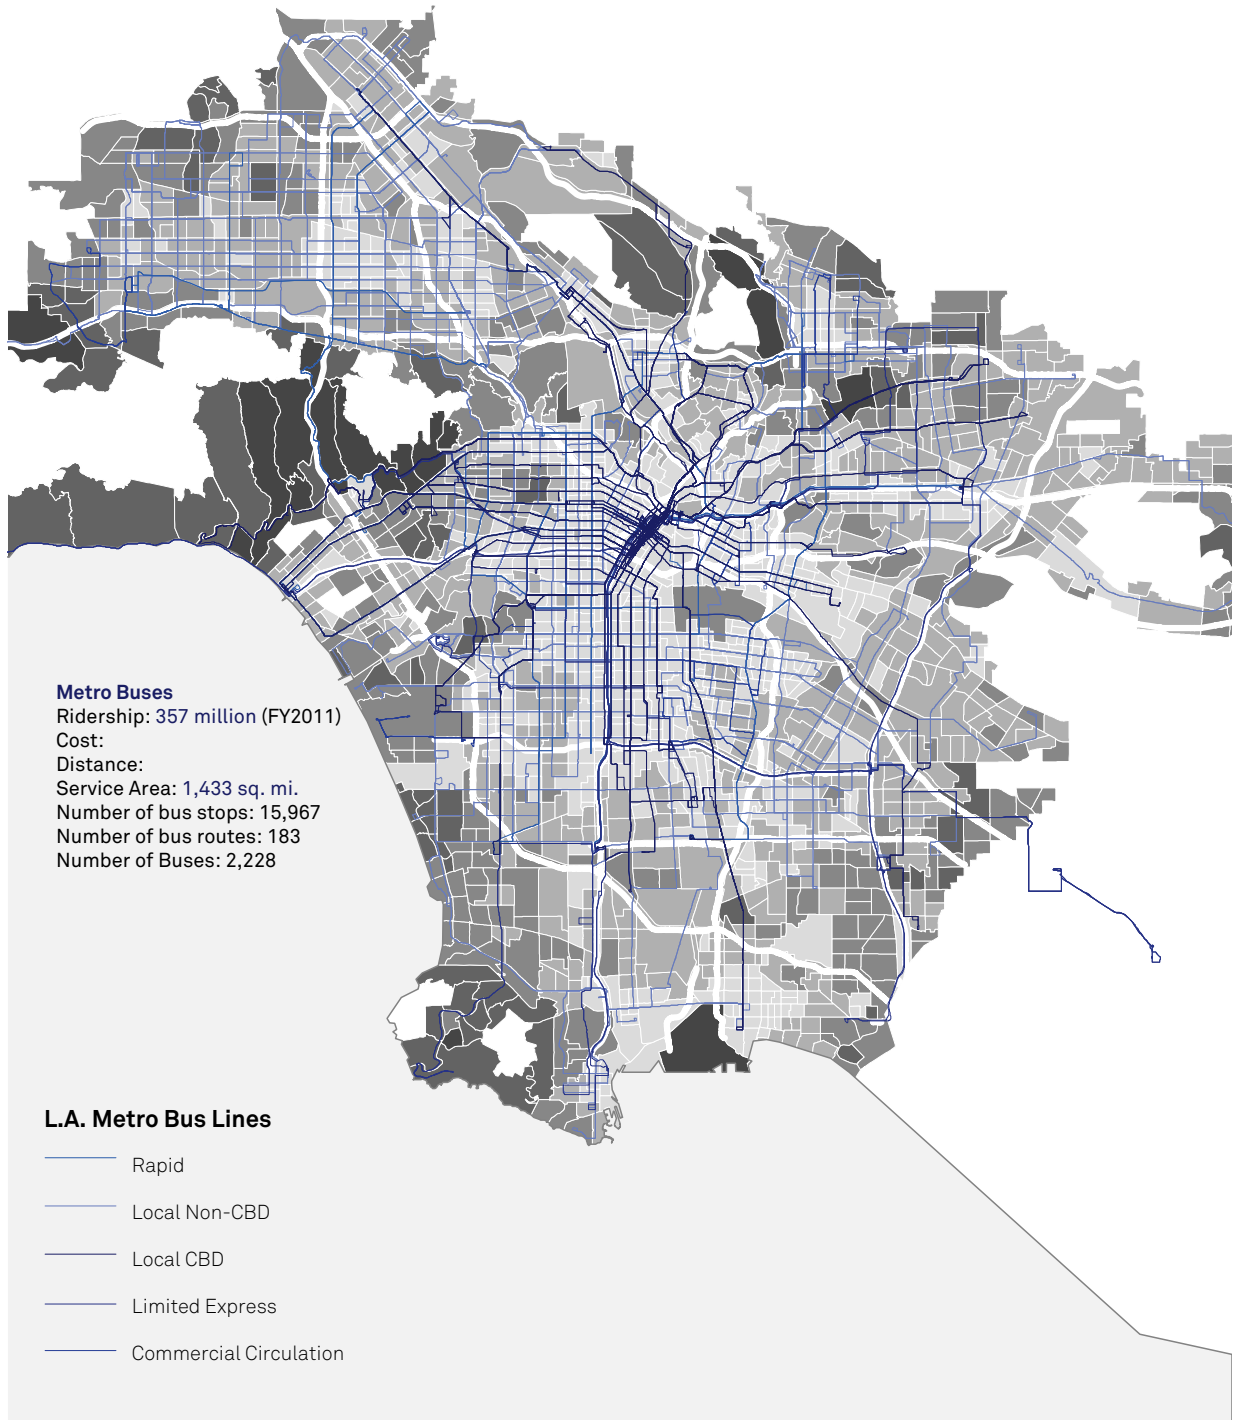 Metro Buses
Ridership: 357 million (FY2011)
Cost:
Distance:
Service Area: 1,433 sq. mi.
Number of bus stops: 15,967
Number of bus routes: 183
Number of Buses: 2,228
L.A. Metro Bus Lines
Rapid
Local Non-CBD
Local CBD
Limited Express
Commercial Circulation